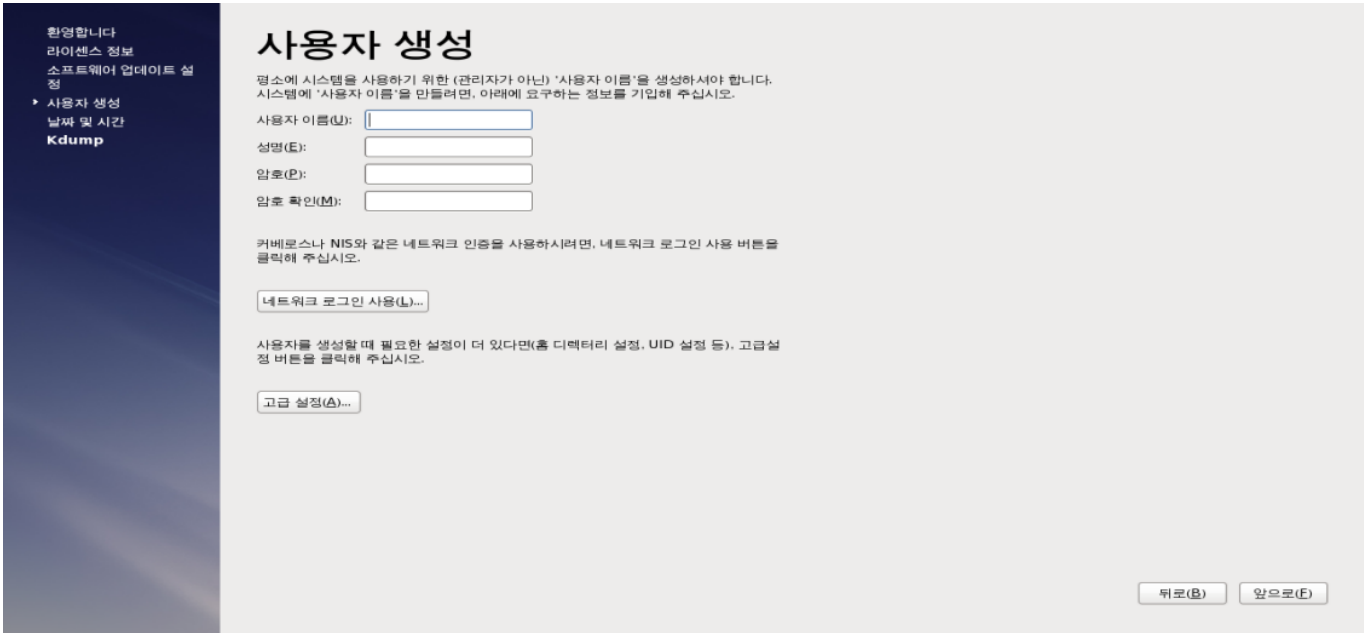 환영합니다
라이센스 정보
소프트웨어 업데이트 설
정
사용자 생성
날짜 및 시간
Kdump
사용자 생성
평소에 시스템을 사용하기 위한 (관리자가 아닌) '사용자 이름'을 생성하셔야 합니다.
시스템에 '사용자 이름'을 만들려면, 아래에 요구하는 정보를 기입해 주십시오.
사용자 이름(U):
성명(E):
암호(P):
암호 확인(M):
커베로스나 NIS와 같은 네트워크 인증을 사용하시려면, 네트워크 로그인 사용 버튼을
클릭해 주십시오.
네트워크 로그인 사용(L)...
사용자를 생성할 때 필요한 설정이 더 있다면(홈 디렉터리 설정, UID 설정 등), 고급설
정 버튼을 클릭해 주십시오.
고급 설정(A)...
뒤로(B)
앞으로(F)